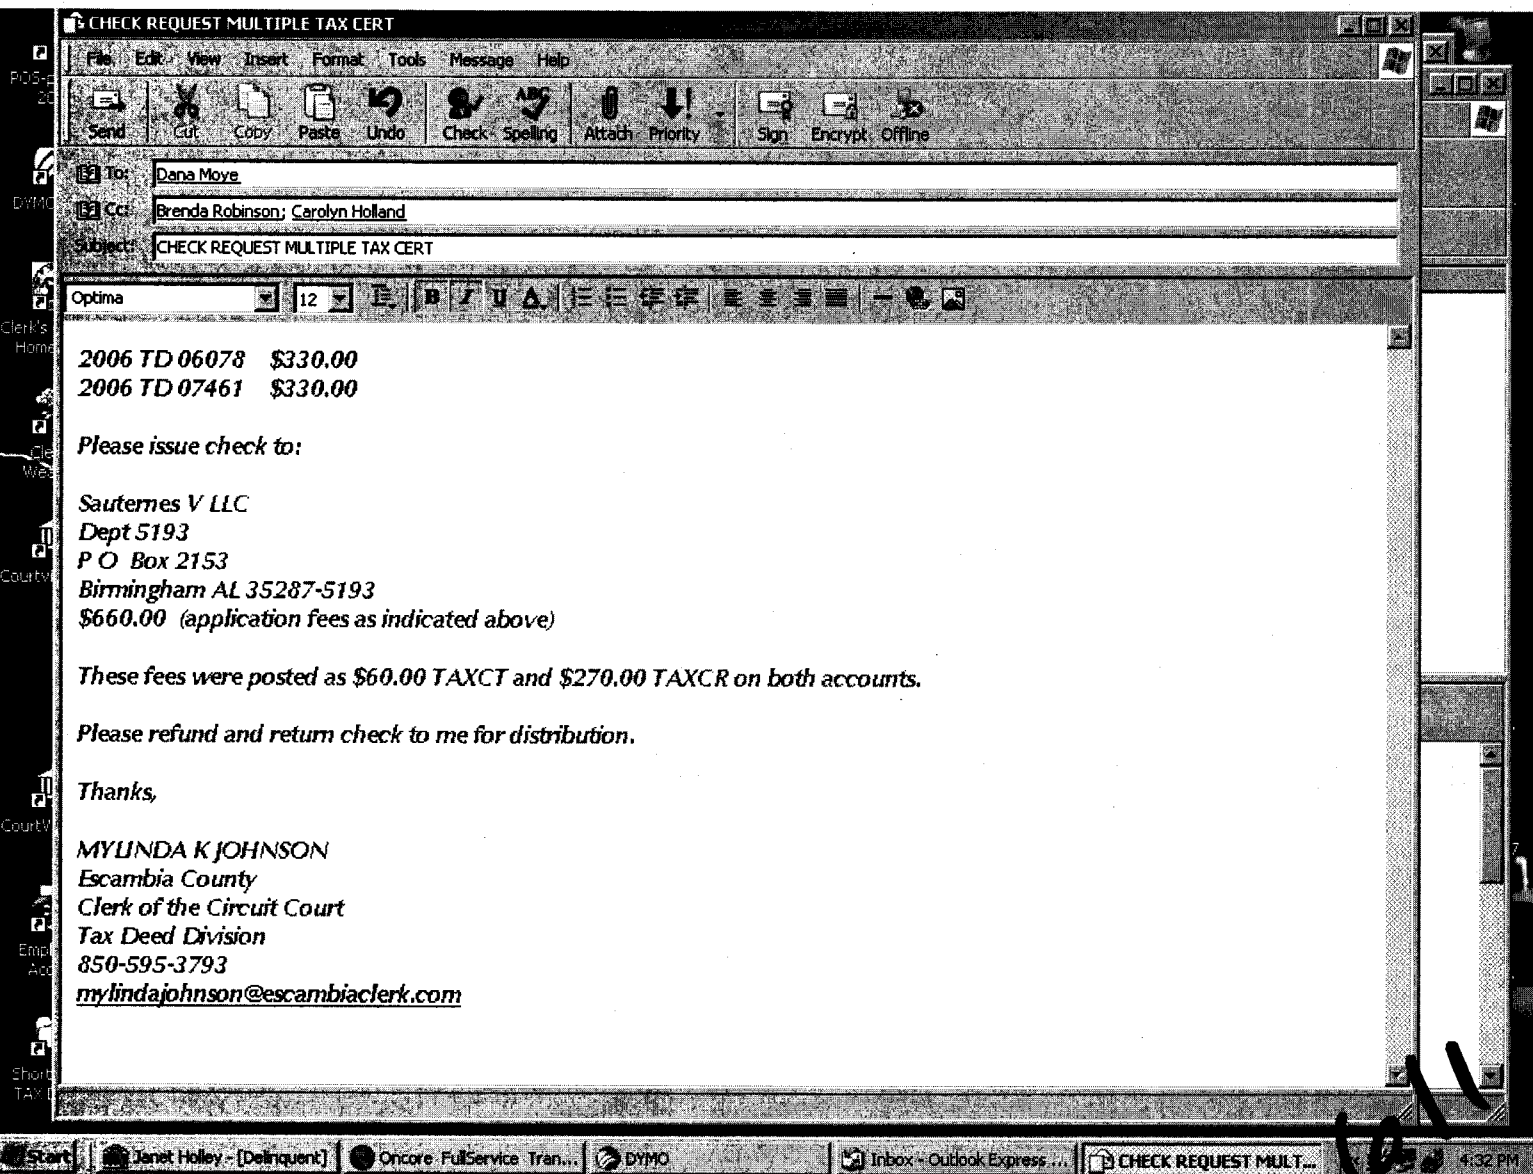 CHECK REQUEST MULTIPLE TAX CERT
File Edit View Insert Format Tools Message Help
Send Cut Copy Paste Undo Check Spelling Attach Priority Sign Encrypt Offline
To: Dana Moye
Cc: Brenda Robinson; Carolyn Holland
Subject: CHECK REQUEST MULTIPLE TAX CERT
Optima 12
2006 TD 06078 $330.00
2006 TD 07461 $330.00
Please issue check to:
Sauternes V LLC
Dept 5193
P O Box 2153
Birmingham AL 35287-5193
$660.00 (application fees as indicated above)
These fees were posted as $60.00 TAXCT and $270.00 TAXCR on both accounts.
Please refund and return check to me for distribution.
Thanks,
MYLINDA K JOHNSON
Escambia County
Clerk of the Circuit Court
Tax Deed Division
850-595-3793
mylindajohnson@escambiaclerk.com
DYMO
Clerk's
Home
Start Janet Holley - [Delinquent] Oncore FullService Tran... DYMO Inbox - Outlook Express ... CHECK REQUEST MULT... 4:32 PM